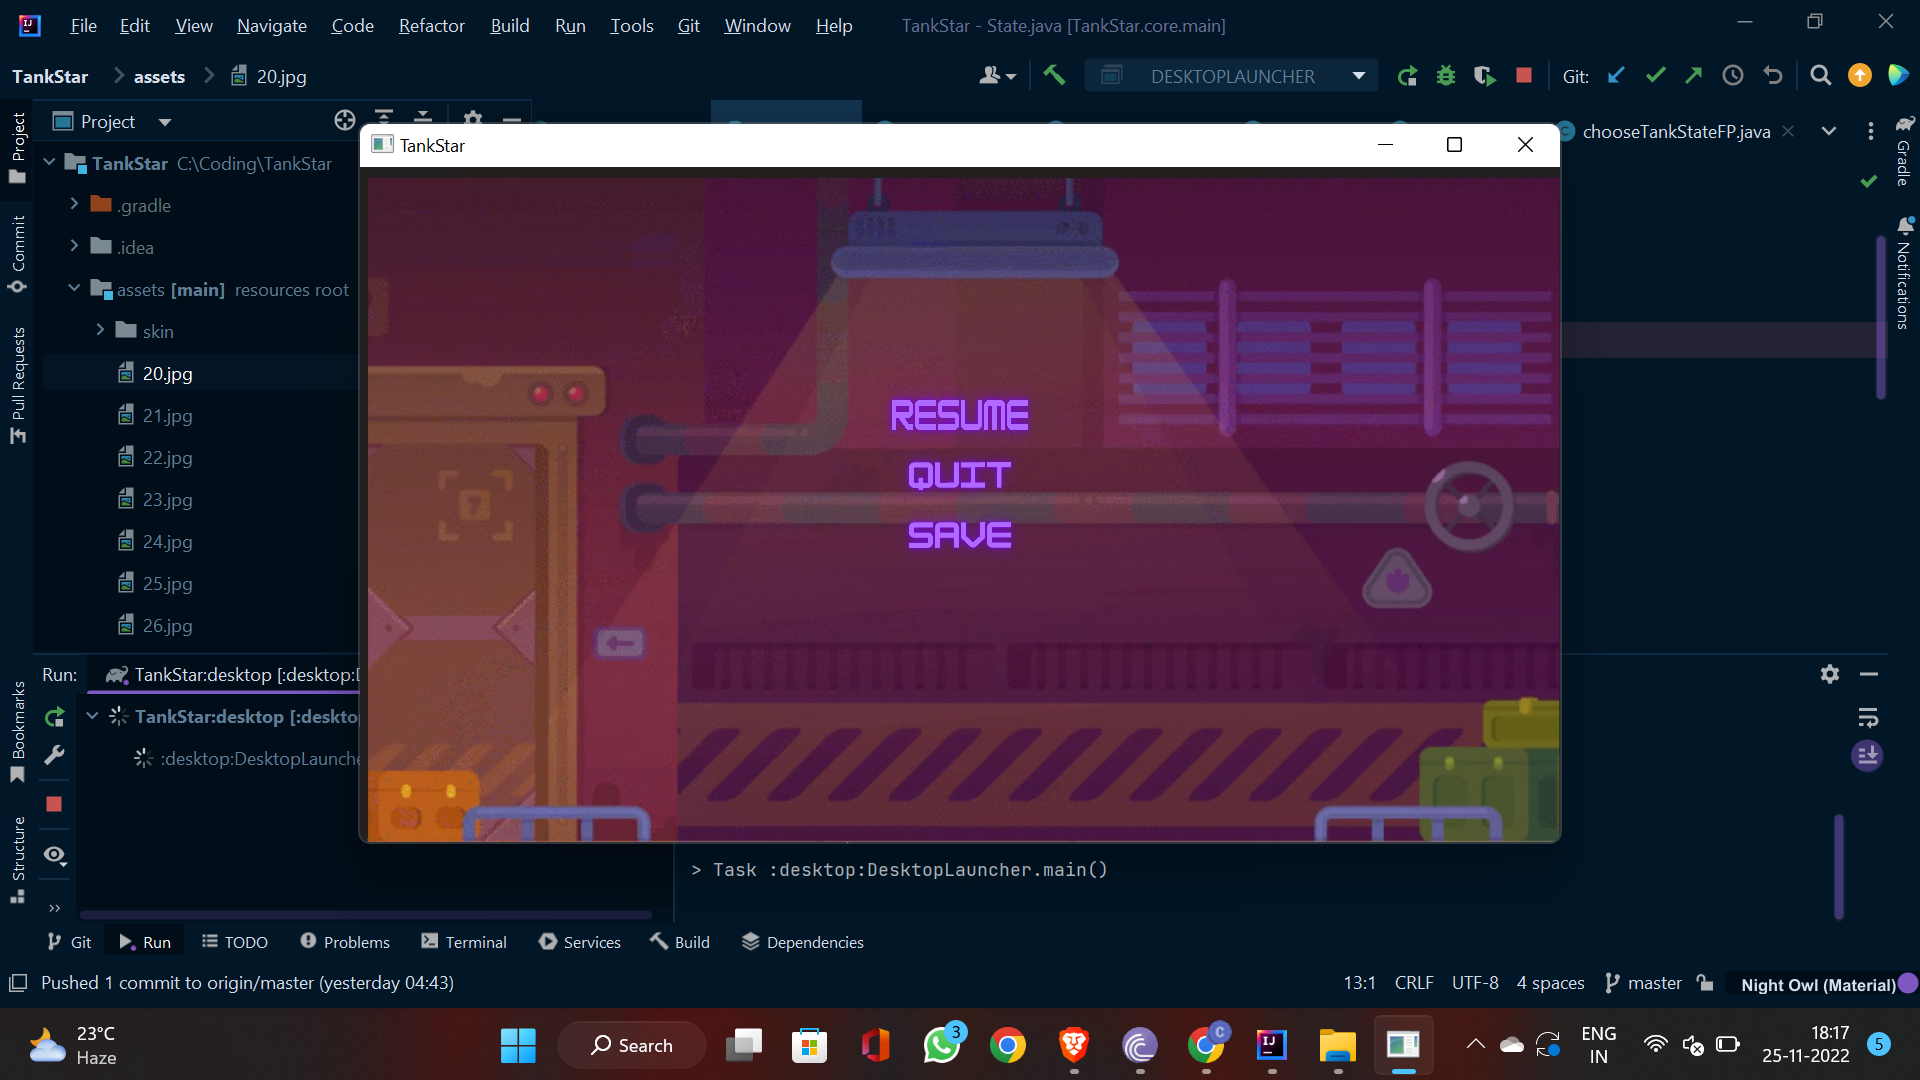 File Edit View Navigate Code Refactor Build Run Tools Git Window Help TankStar - State.java [TankStar.core.main]
TankStar assets 20.jpg DESKTOPLAUNCHER Git:
Project
chooseTankStateFP.java
TankStar
TankStar C:\Coding\TankStar
.gradle
.idea
assets [main] resources root
skin
20.jpg
21.jpg
22.jpg
23.jpg
24.jpg
25.jpg
26.jpg
RESUME
QUIT
SAVE
Project
Commit
Pull Requests
Bookmarks
Structure
Gradle
Notifications
Run: TankStar:desktop [:desktop:
TankStar:desktop [:deskto
:desktop:DesktopLaunche
> Task :desktop:DesktopLauncher.main()
Git Run TODO Problems Terminal Services Build Dependencies
Pushed 1 commit to origin/master (yesterday 04:43) 13:1 CRLF UTF-8 4 spaces master Night Owl (Material)
23°C
Haze
Search
3
C
ENG
IN
18:17
25-11-2022
5